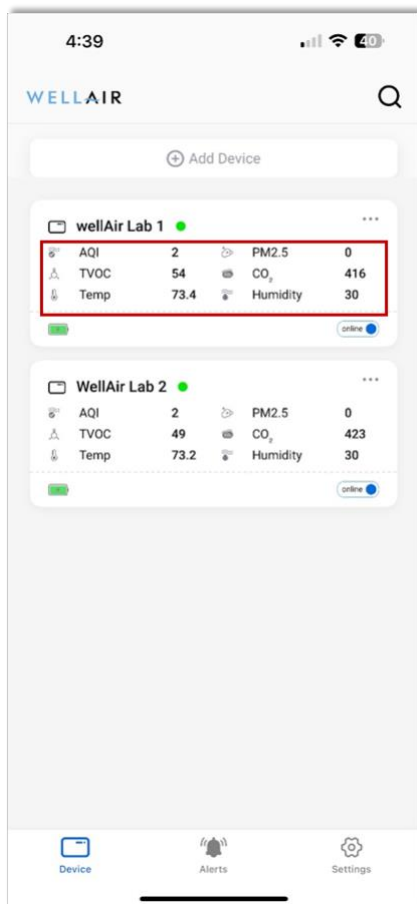 4:39 40
WELLAIR
Add Device
wellAir Lab 1
AQI 2 PM2.5 0
TVOC 54 CO₂ 416
Temp 73.4 Humidity 30
online
WellAir Lab 2
AQI 2 PM2.5 0
TVOC 49 CO₂ 423
Temp 73.2 Humidity 30
online
Device Alerts Settings